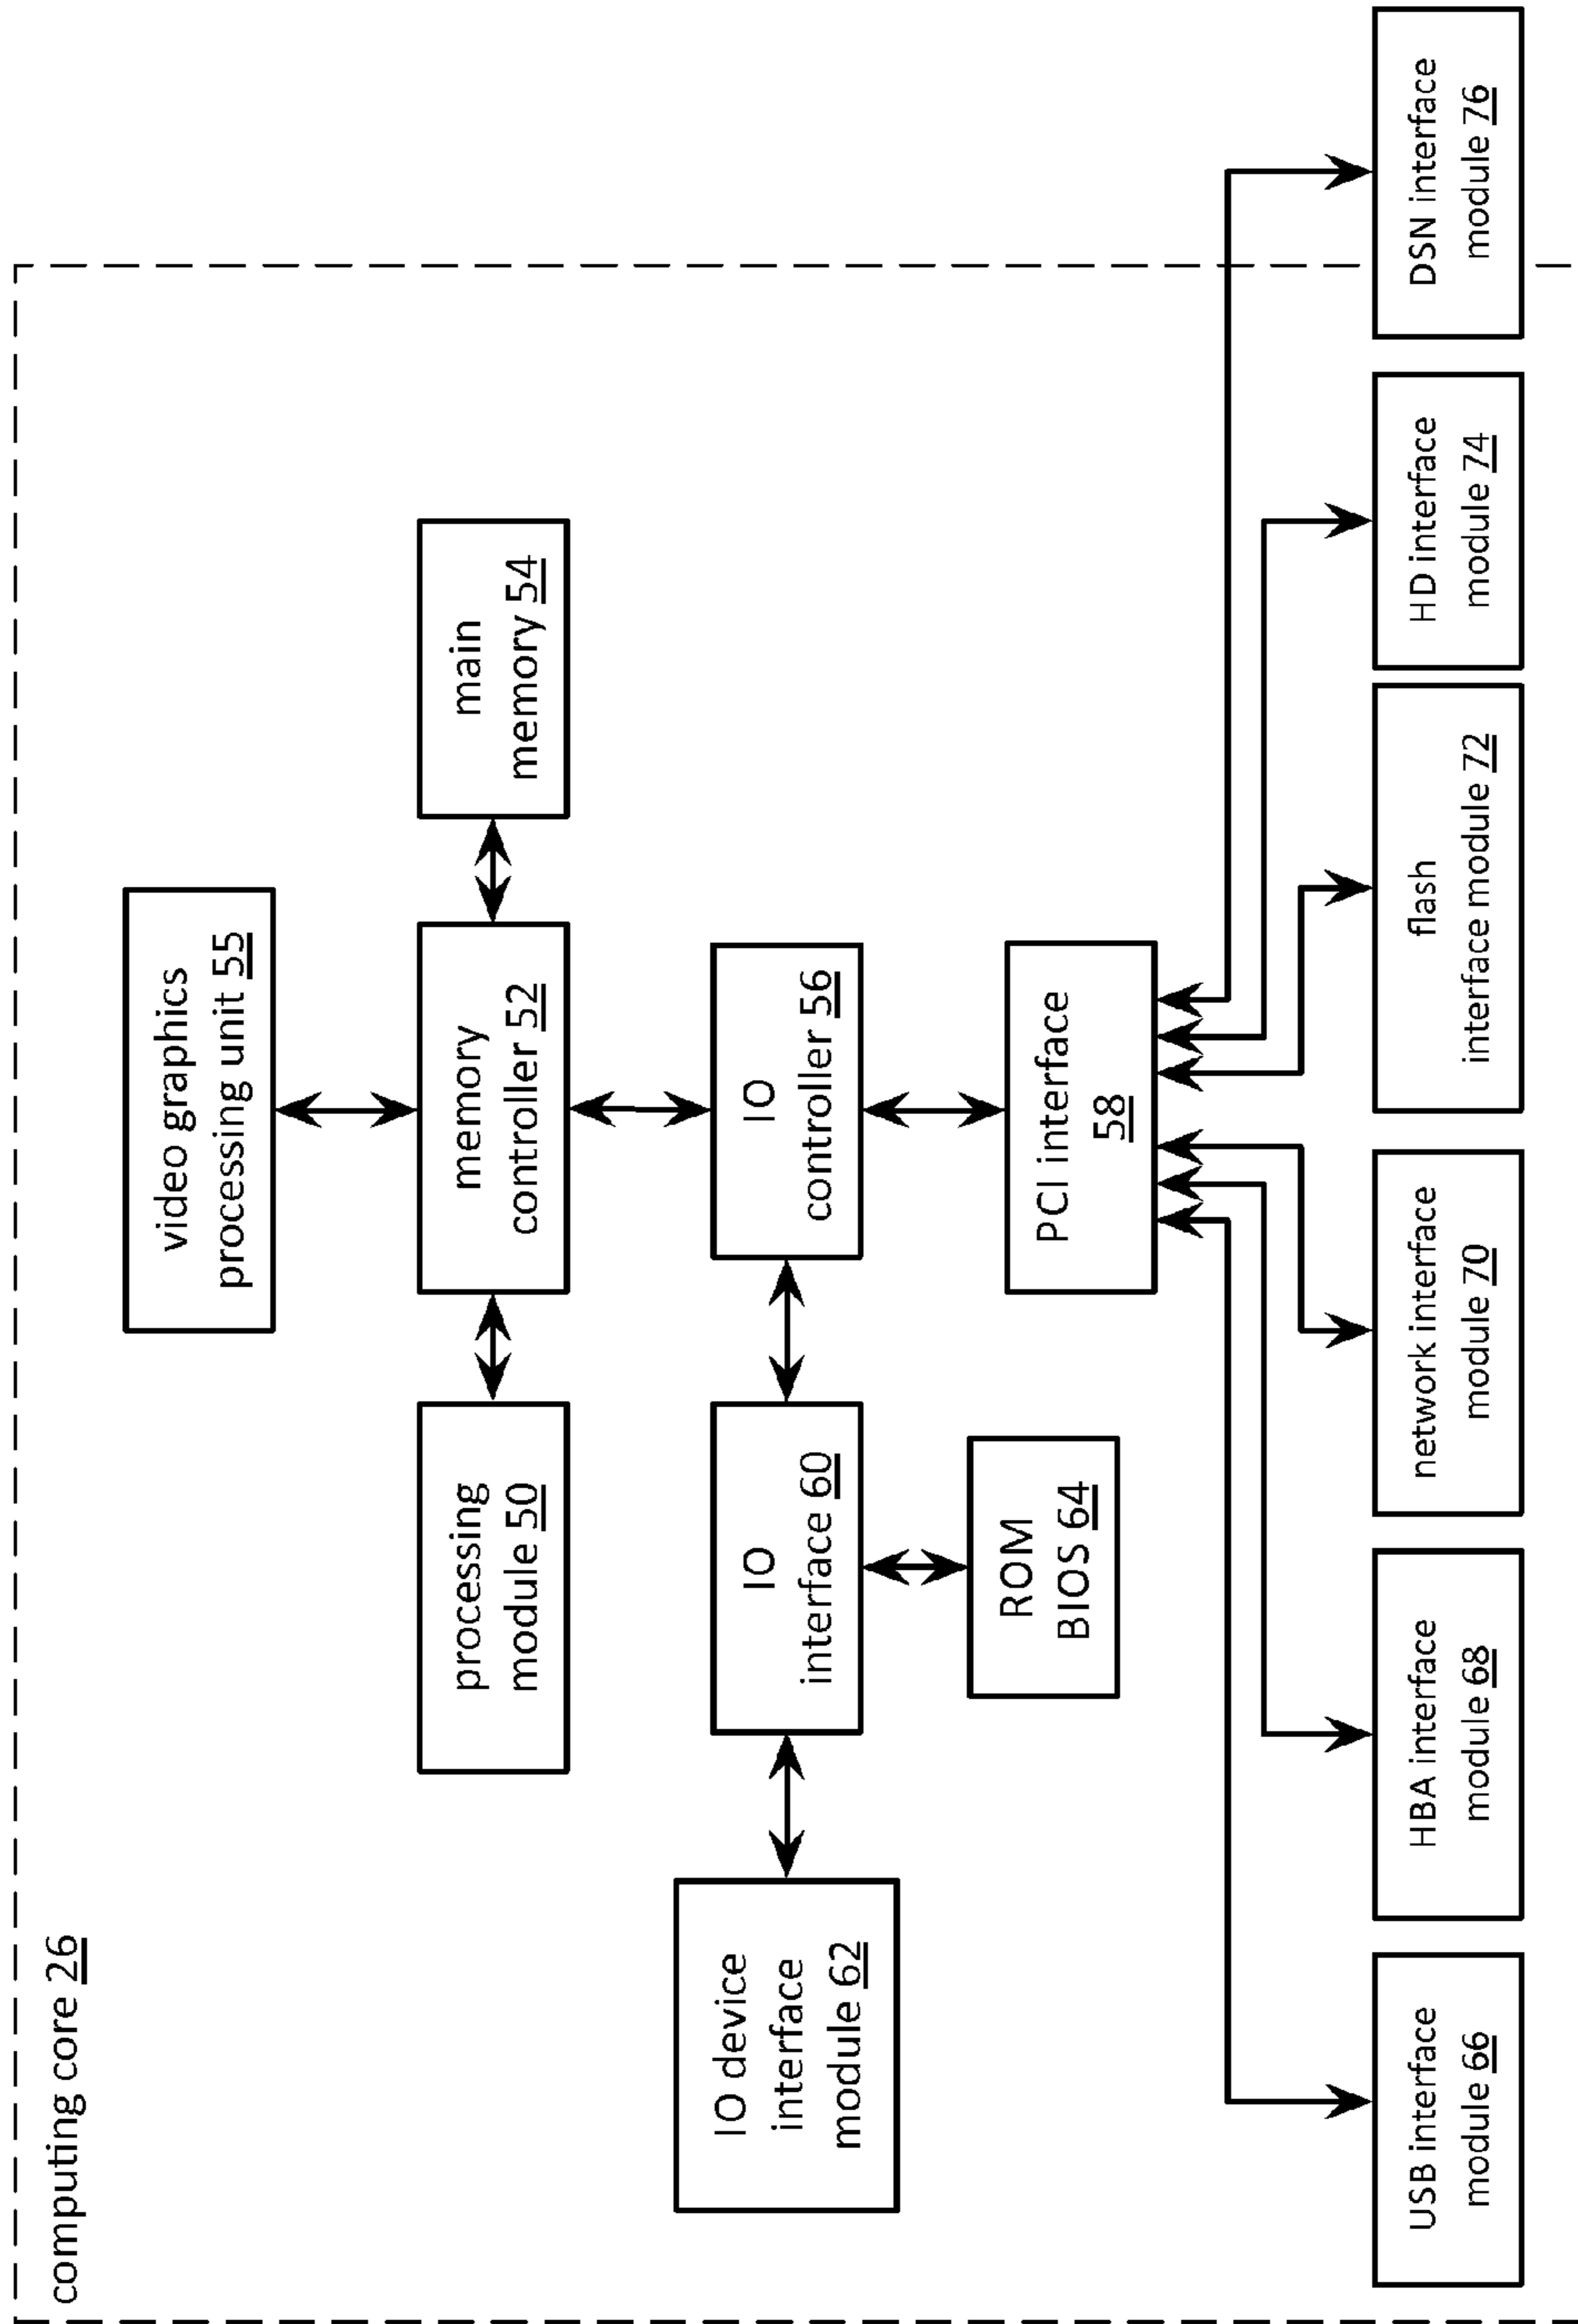 computing core 26
video graphics
processing unit 55
processing
module 50
memory
controller 52
main
memory 54
IO device
interface
module 62
IO
interface 60
IO
controller 56
ROM
BIOS 64
PCI interface
58
USB interface
module 66
HBA interface
module 68
network interface
module 70
flash
interface module 72
HD interface
module 74
DSN interface
module 76